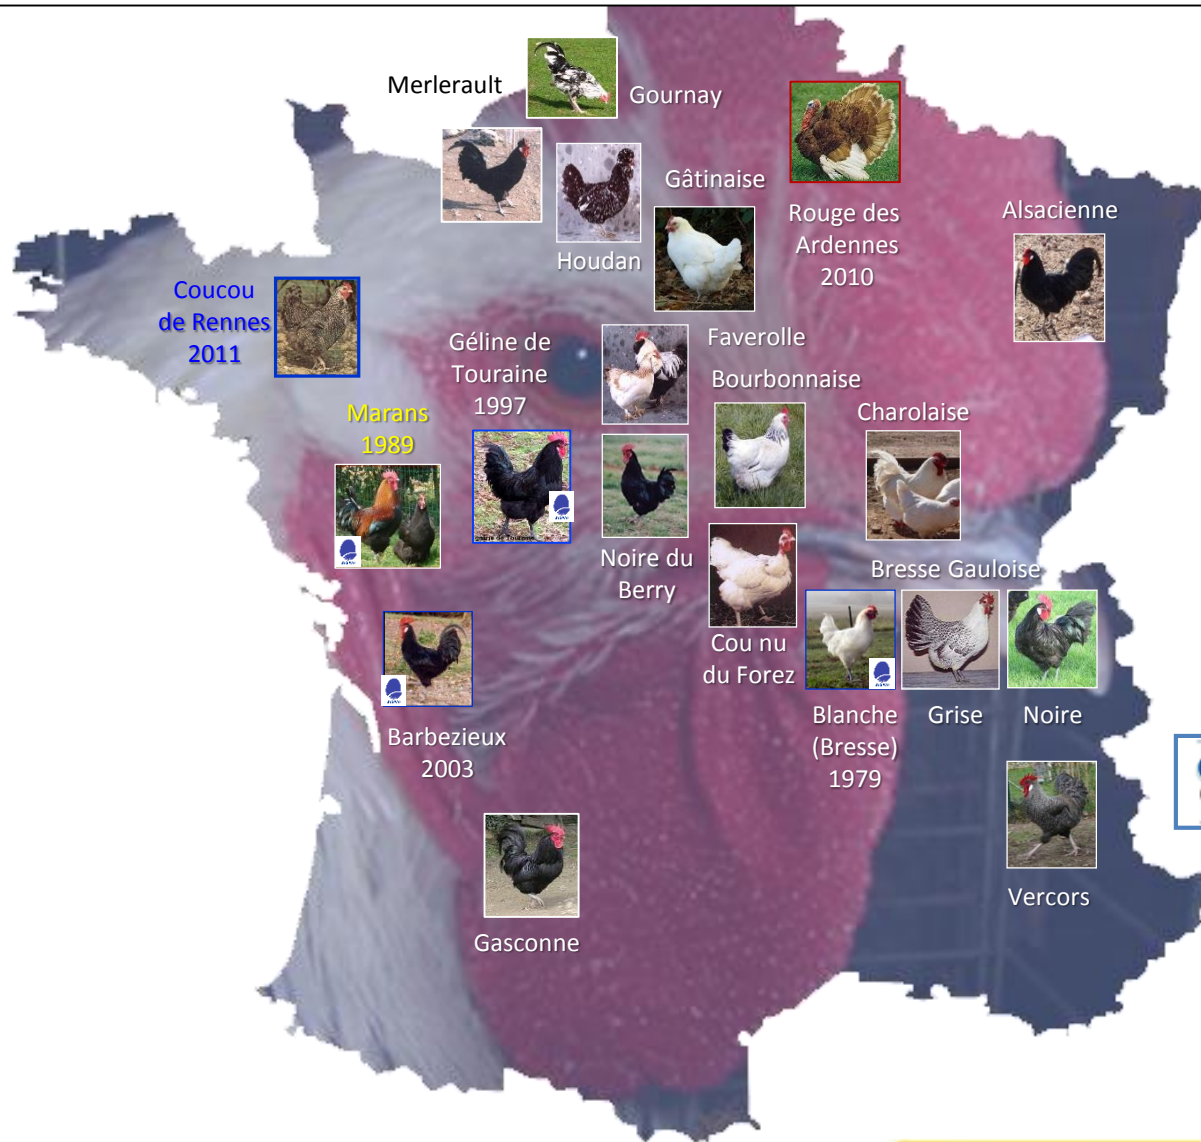 Merlerault
Gournay
Gâtinaise
Rouge des
Ardennes
2010
Alsacienne
Houdan
Coucou
de Rennes
2011
Géline de
Touraine
1997
Faverolle
Bourbonnaise
Marans
1989
Charolaise
Noire du
Berry
Bresse Gauloise
Cou nu
du Forez
Blanche
(Bresse)
1979
Grise
Noire
Barbezieux
2003
Vercors
Gasconne